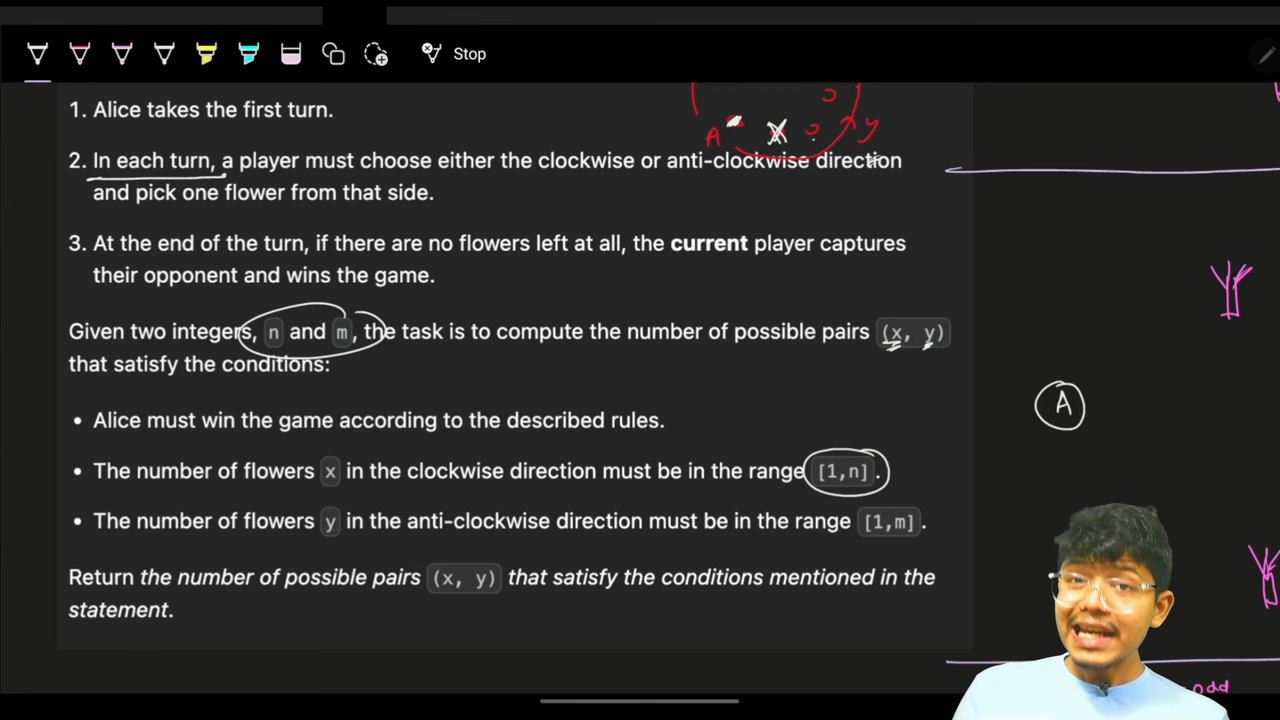 Stop
1. Alice takes the first turn.
A X y
2. In each turn, a player must choose either the clockwise or anti-clockwise direction
and pick one flower from that side.
3. At the end of the turn, if there are no flowers left at all, the current player captures
their opponent and wins the game.
Given two integers, n and m, the task is to compute the number of possible pairs (x, y)
that satisfy the conditions:
A
• Alice must win the game according to the described rules.
• The number of flowers x in the clockwise direction must be in the range [1,n].
• The number of flowers y in the anti-clockwise direction must be in the range [1,m].
Return the number of possible pairs (x, y) that satisfy the conditions mentioned in the
statement.
odd